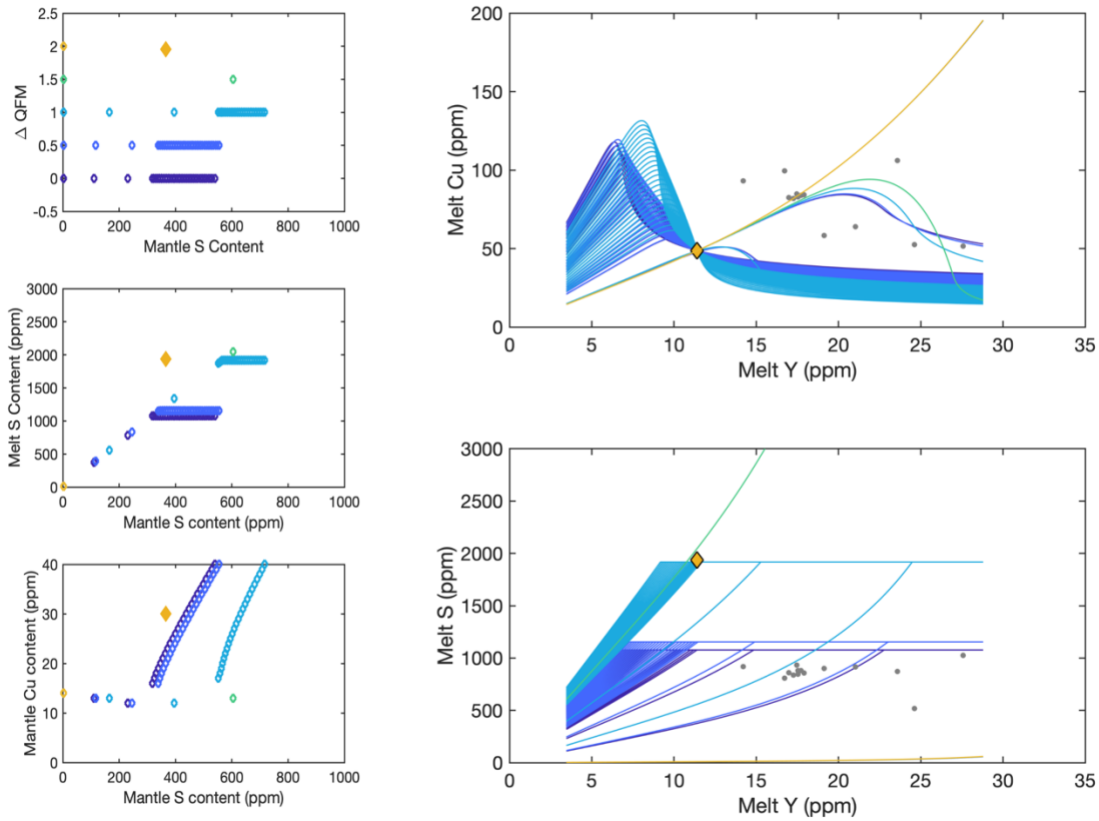 2.5
2
1.5
1
0.5
0
-0.5
△ QFM
0 200 400 600 800 1000
Mantle S Content
3000
2500
2000
1500
1000
500
0
Melt S Content (ppm)
0 200 400 600 800 1000
Mantle S content (ppm)
40
30
20
10
0
Mantle Cu content (ppm)
0 200 400 600 800 1000
Mantle S content (ppm)
200
150
100
50
0
Melt Cu (ppm)
0 5 10 15 20 25 30 35
Melt Y (ppm)
3000
2500
2000
1500
1000
500
0
Melt S (ppm)
0 5 10 15 20 25 30 35
Melt Y (ppm)